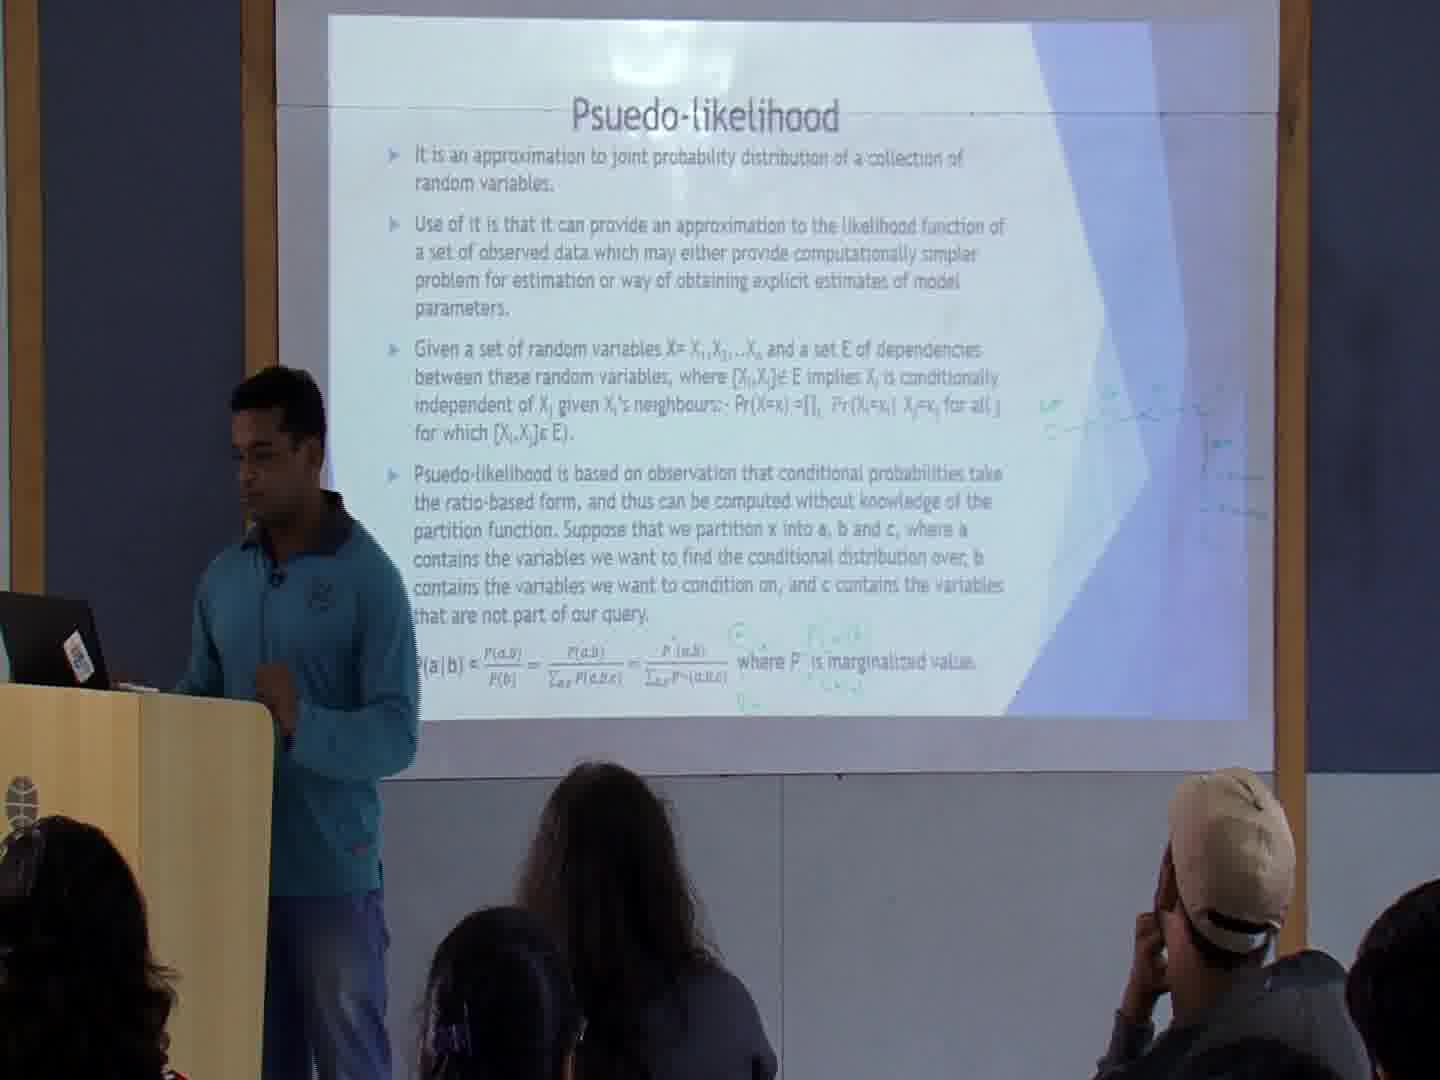 Psuedo-likelihood
It is an approximation to joint probability distribution of a collection of
random variables.
Use of it is that it can provide an approximation to the likelihood function of
a set of observed data which may either provide computationally simpler
problem for estimation or way of obtaining explicit estimates of model
parameters.
Given a set of random variables X= X₁,X₂,..Xₙ and a set E of dependencies
between these random variables, where {Xᵢ,Xⱼ}∉ E implies Xᵢ is conditionally
independent of Xⱼ given Xᵢ's neighbours:- Pr(X=x) =∏ᵢ Pr(Xᵢ=xᵢ| Xⱼ=xⱼ for all j
for which {Xᵢ,Xⱼ}ε E).
Psuedo-likelihood is based on observation that conditional probabilities take
the ratio-based form, and thus can be computed without knowledge of the
partition function. Suppose that we partition x into a, b and c, where a
contains the variables we want to find the conditional distribution over, b
contains the variables we want to condition on, and c contains the variables
that are not part of our query.
(a|b) = P(a,b)/P(b) = P(a,b)/∑a,c P(a,b,c) = P~(a,b)/∑a,c P~(a,b,c) where P~ is marginalized value.